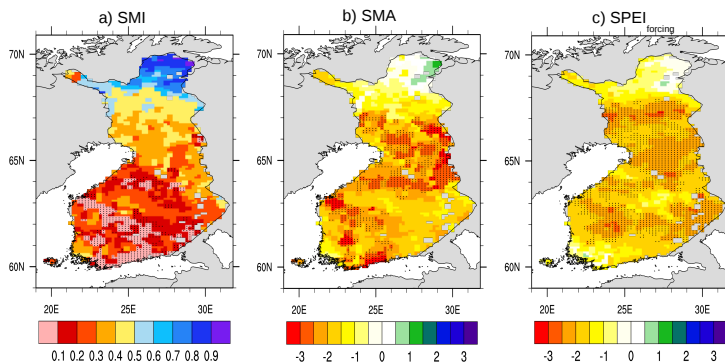 a) SMI
b) SMA
c) SPEI forcing
70N
65N
60N
20E
25E
30E
0.1 0.2 0.3 0.4 0.5 0.6 0.7 0.8 0.9
70N
65N
60N
20E
25E
30E
-3 -2 -1 0 1 2 3
70N
65N
60N
20E
25E
30E
-3 -2 -1 0 1 2 3